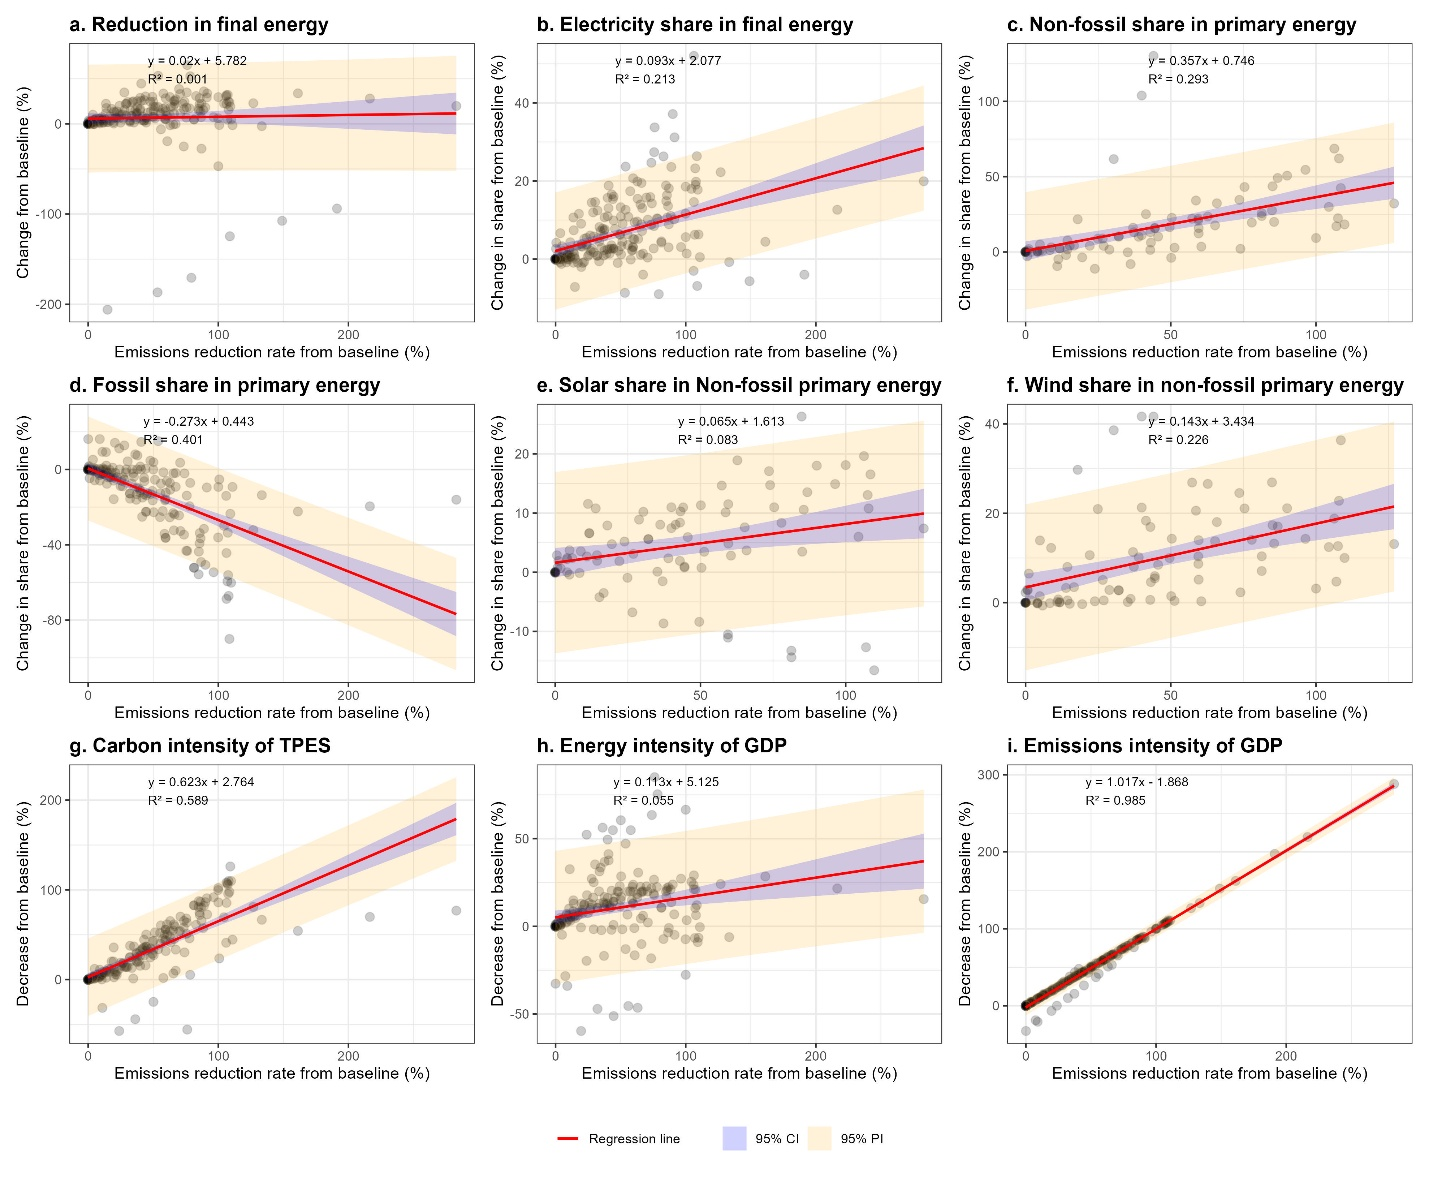 a. Reduction in final energy
y = 0.02x + 5.782
R² = 0.001
Change from baseline (%)
0
-100
-200
0 100 200
Emissions reduction rate from baseline (%)
b. Electricity share in final energy
y = 0.093x + 2.077
R² = 0.213
Change in share from baseline (%)
40
20
0
0 100 200
Emissions reduction rate from baseline (%)
c. Non-fossil share in primary energy
y = 0.357x + 0.746
R² = 0.293
Change from baseline (%)
100
50
0
0 50 100
Emissions reduction rate from baseline (%)
d. Fossil share in primary energy
y = -0.273x + 0.443
R² = 0.401
Change in share from baseline (%)
0
-40
-80
0 100 200
Emissions reduction rate from baseline (%)
e. Solar share in Non-fossil primary energy
y = 0.065x + 1.613
R² = 0.083
Change in share from baseline (%)
20
10
0
-10
0 50 100
Emissions reduction rate from baseline (%)
f. Wind share in non-fossil primary energy
y = 0.143x + 3.434
R² = 0.226
Change in share from baseline (%)
40
20
0
0 50 100
Emissions reduction rate from baseline (%)
g. Carbon intensity of TPES
y = 0.623x + 2.764
R² = 0.589
Decrease from baseline (%)
200
100
0
0 100 200
Emissions reduction rate from baseline (%)
h. Energy intensity of GDP
y = 0.113x + 5.125
R² = 0.055
Decrease from baseline (%)
50
0
-50
0 100 200
Emissions reduction rate from baseline (%)
i. Emissions intensity of GDP
y = 1.017x - 1.868
R² = 0.985
Decrease from baseline (%)
300
200
100
0
0 100 200
Emissions reduction rate from baseline (%)
Regression line 95% CI 95% PI